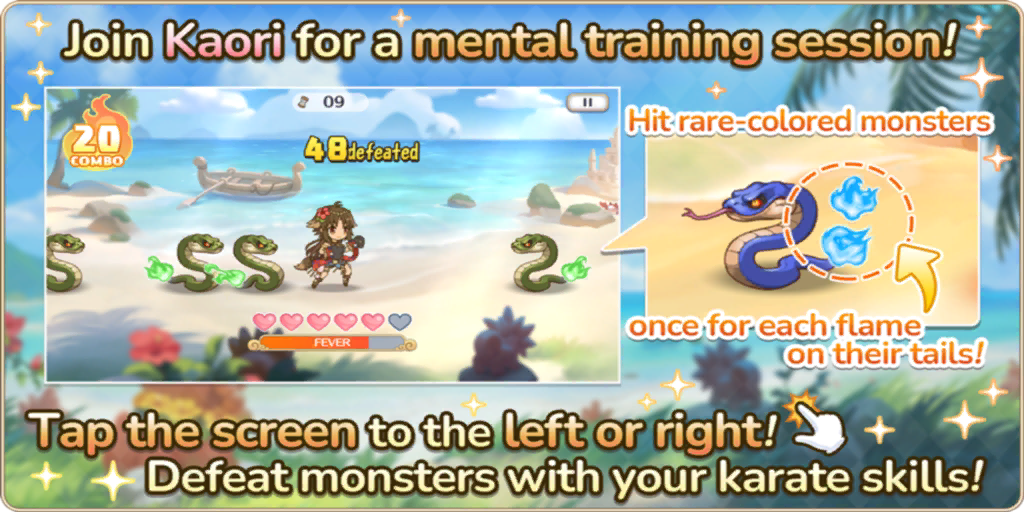 Join Kaori for a mental training session!
09
20
COMBO
48defeated
FEVER
Hit rare-colored monsters
once for each flame
on their tails!
Tap the screen to the left or right!
Defeat monsters with your karate skills!